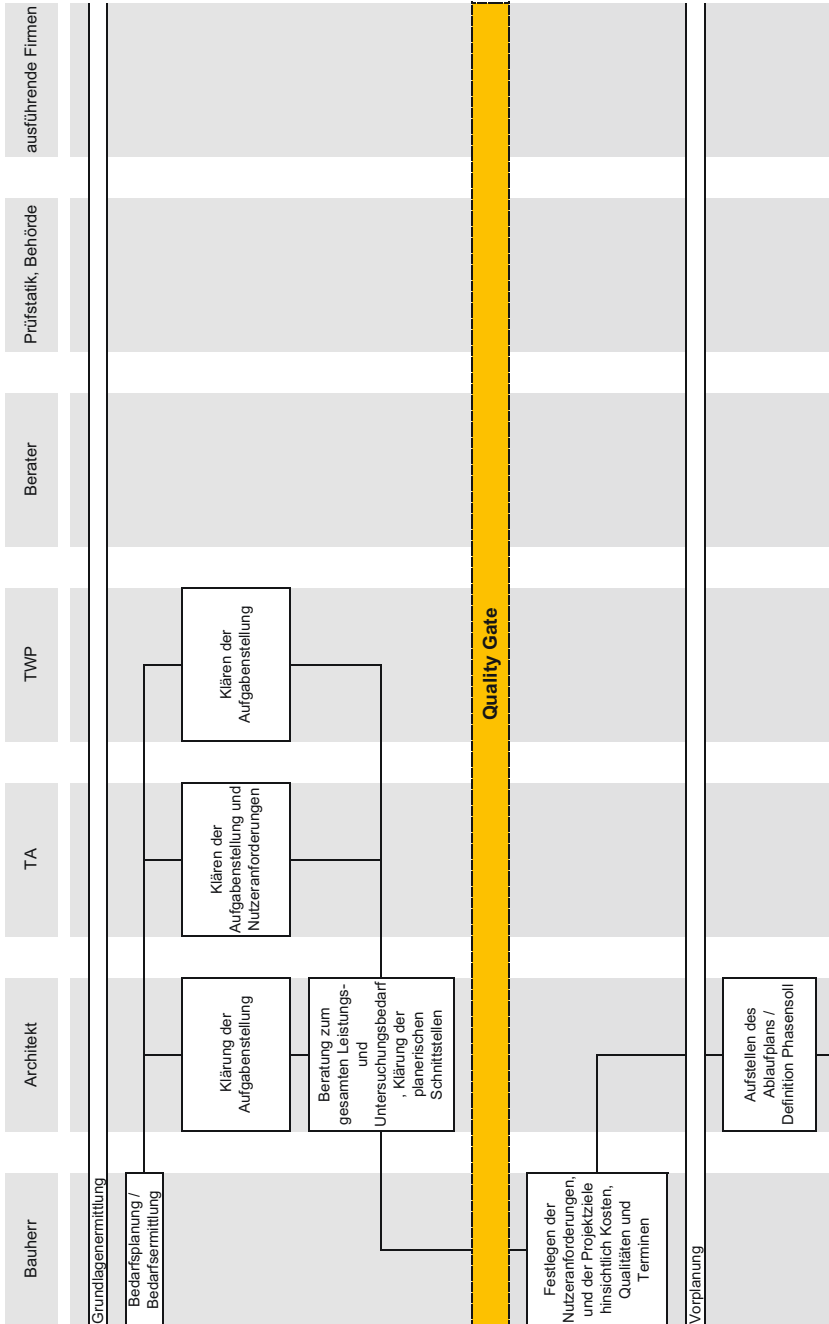 Bauherr
Architekt
TA
TWP
Berater
Prüfstatik, Behörde
ausführende Firmen
Grundlagenermittlung
Bedarfsplanung /
Bedarfsermittlung
Klärung der
Aufgabenstellung
Klären der
Aufgabenstellung und
Nutzeranforderungen
Klären der
Aufgabenstellung
Beratung zum
gesamten Leistungs-
und
Untersuchungsbedarf
, Klärung der
planerischen
Schnittstellen
Quality Gate
Festlegen der
Nutzeranforderungen,
und der Projektziele
hinsichtlich Kosten,
Qualitäten und
Terminen
Vorplanung
Aufstellen des
Ablaufplans /
Definition Phasensoll